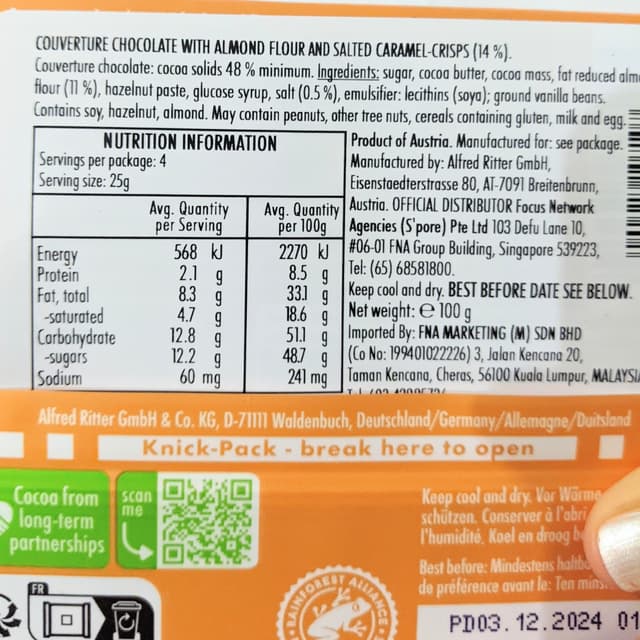 COUVERTURE CHOCOLATE WITH ALMOND FLOUR AND SALTED CARAMEL-CRISPS (14 %).
Couverture chocolate: cocoa solids 48 % minimum. Ingredients: sugar, cocoa butter, cocoa mass, fat reduced
flour (11 %), hazelnut paste, glucose syrup, salt (0.5 %), emulsifier: lecithins (soya); ground vanilla beans.
Contains soy, hazelnut, almond. May contain peanuts, other tree nuts, cereals containing gluten, milk and egg.
NUTRITION INFORMATION
Servings per package: 4
Serving size: 25g
Avg. Quantity per Serving
Avg. Quantity per 100g
Energy 568 kJ 2270 kJ
Protein 2.1 g 8.5 g
Fat, total 8.3 g 33.1 g
-saturated 4.7 g 18.6 g
Carbohydrate 12.8 g 51.1 g
-sugars 12.2 g 48.7 g
Sodium 60 mg 241 mg
Product of Austria. Manufactured for: see package.
Manufactured by: Alfred Ritter GmbH,
Eisenstaedterstrasse 80, AT-7091 Breitenbrunn,
Austria. OFFICIAL DISTRIBUTOR Focus Network
Agencies (S'pore) Pte Ltd 103 Defu Lane 10,
#06-01 FNA Group Building, Singapore 539223,
Tel: (65) 68581800.
Keep cool and dry. BEST BEFORE DATE SEE BELOW.
Net weight: ℮ 100 g
Imported By: FNA MARKETING (M) SDN BHD
(Co No: 199401022226) 3, Jalan Kencana 20,
Taman Kencana, Cheras, 56100 Kuala Lumpur,
Alfred Ritter GmbH & Co. KG, D-71111 Waldenbuch, Deutschland/Germany/Allemagne/Duitsland
Knick-Pack - break here to open
Cocoa from
long-term
partnerships
scan
me
Keep cool and dry. Vor Wärme
schützen. Conserver à l'abri
l'humidité. Koel en droog
Best before: Mindestens
de préférence avant le: Ten
FR
RAINFOREST ALLIANCE
PD03.12.2024 01